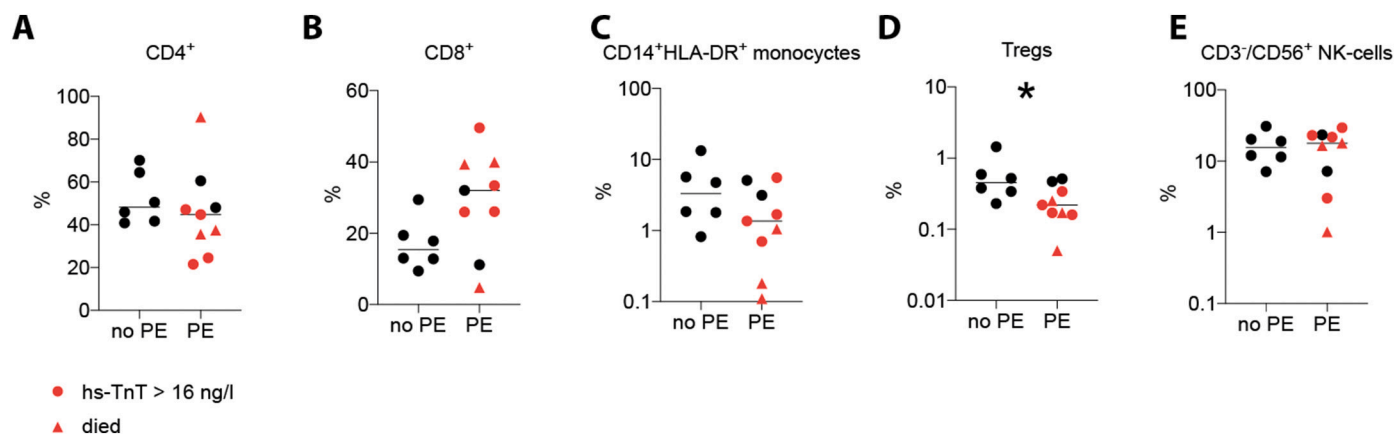 A
CD4⁺
%
100
80
60
40
20
0
no PE
PE
B
CD8⁺
%
60
40
20
0
no PE
PE
C
CD14⁺HLA-DR⁺ monocyctes
%
100
10
1
0.1
no PE
PE
D
Tregs
*
%
10
1
0.1
0.01
no PE
PE
E
CD3⁻/CD56⁺ NK-cells
%
100
10
1
0.1
no PE
PE
hs-TnT > 16 ng/l
died